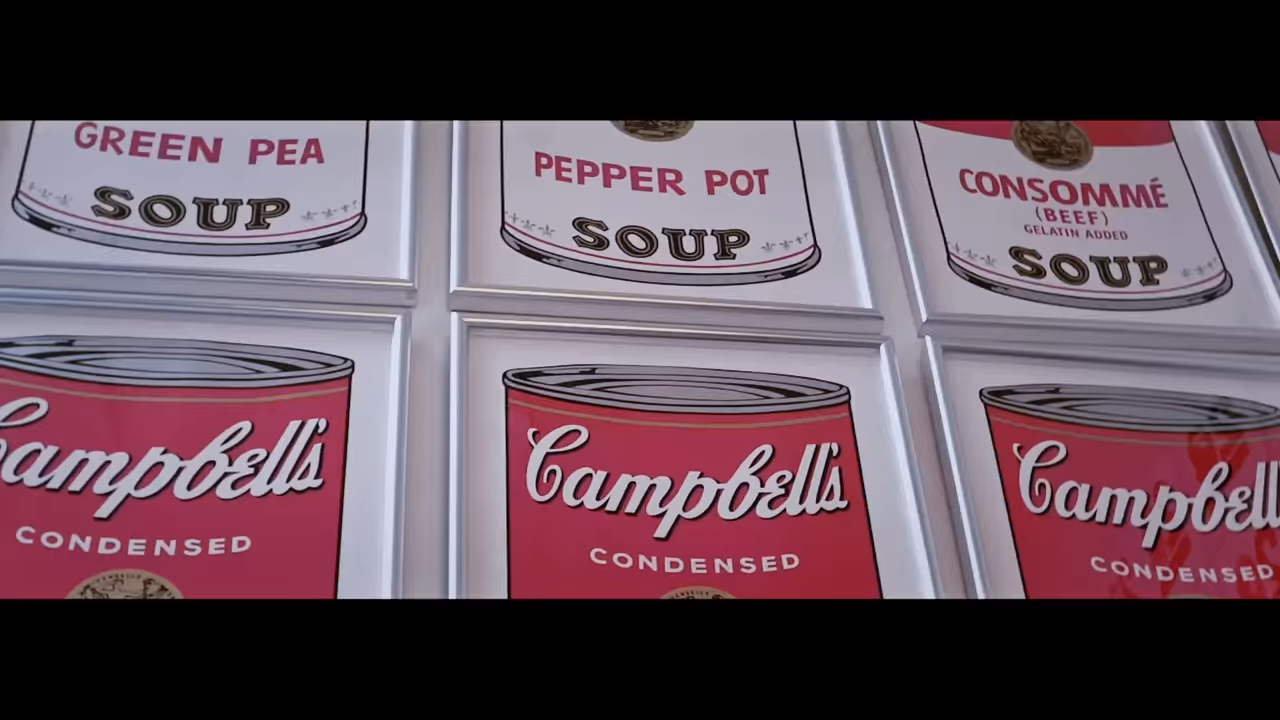 GREEN PEA
SOUP
PEPPER POT
SOUP
CONSOMMÉ
(BEEF)
GELATIN ADDED
SOUP
Campbell's
CONDENSED
Campbell's
CONDENSED
Campbell's
CONDENSED